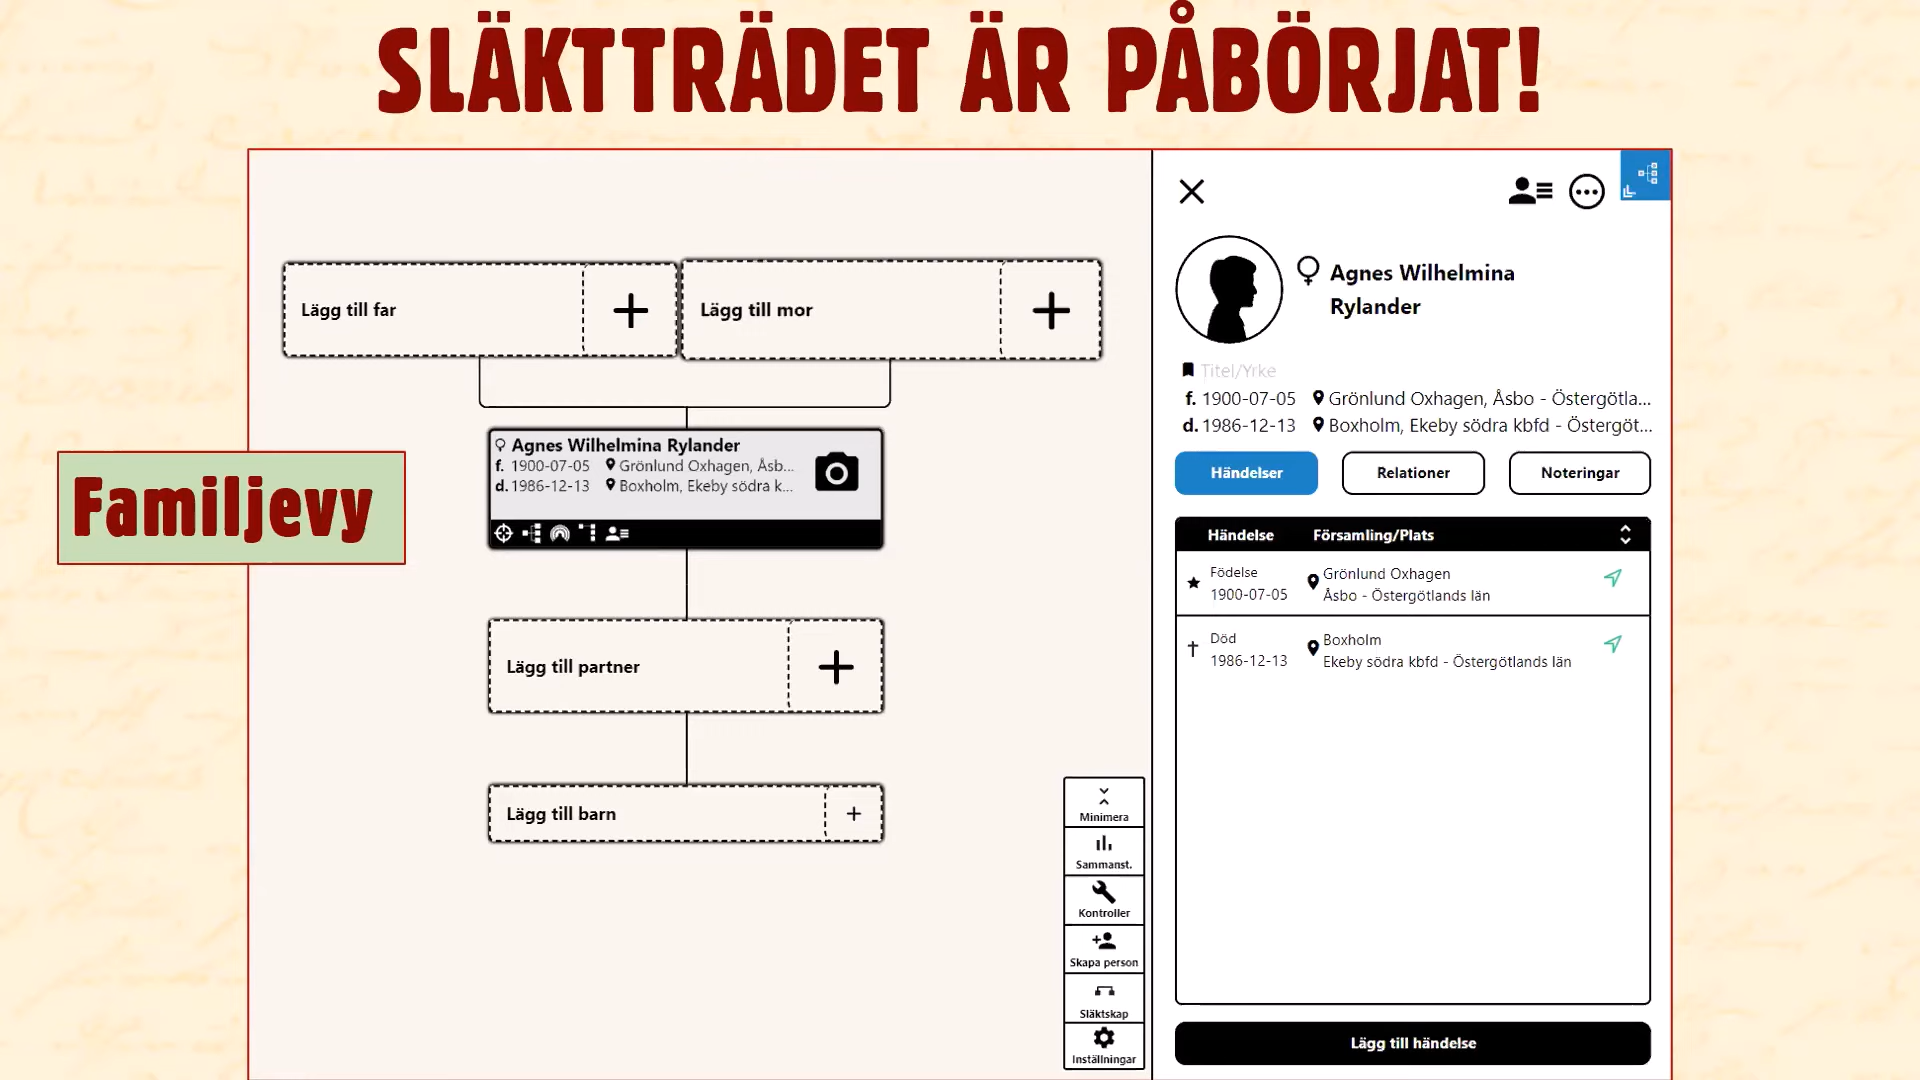 SLÄKTTRÄDET ÄR PÅBÖRJAT!
Familjevy
Lägg till far
Lägg till mor
Agnes Wilhelmina Rylander
f. 1900-07-05 Grönlund Oxhagen, Åsb...
d. 1986-12-13 Boxholm, Ekeby södra k...
Lägg till partner
Lägg till barn
Minimera
Sammanst.
Kontroller
Skapa person
Släktskap
Inställningar
Agnes Wilhelmina
Rylander
Titel/Yrke
f. 1900-07-05 Grönlund Oxhagen, Åsbo - Östergötla...
d. 1986-12-13 Boxholm, Ekeby södra kbfd - Östergöt...
Händelser
Relationer
Noteringar
Händelse Församling/Plats
Födelse
1900-07-05
Grönlund Oxhagen
Åsbo - Östergötlands län
Död
1986-12-13
Boxholm
Ekeby södra kbfd - Östergötlands län
Lägg till händelse